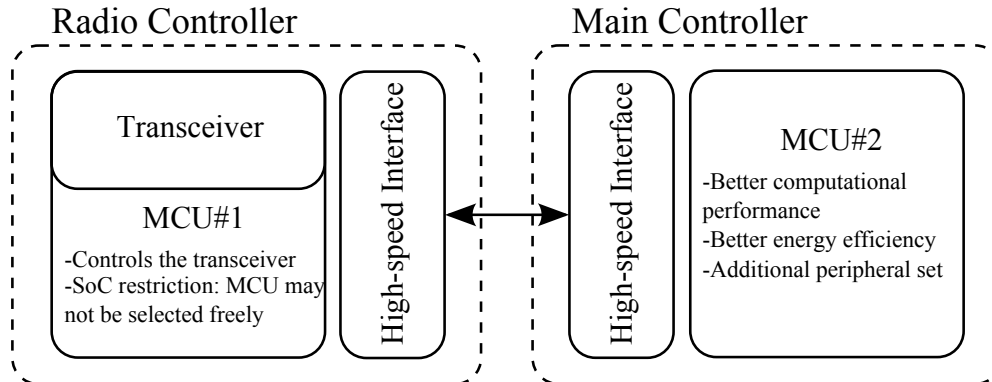 Radio Controller
Transceiver
MCU#1
-Controls the transceiver
-SoC restriction: MCU may
not be selected freely
High-speed Interface
Main Controller
High-speed Interface
MCU#2
-Better computational
performance
-Better energy efficiency
-Additional peripheral set